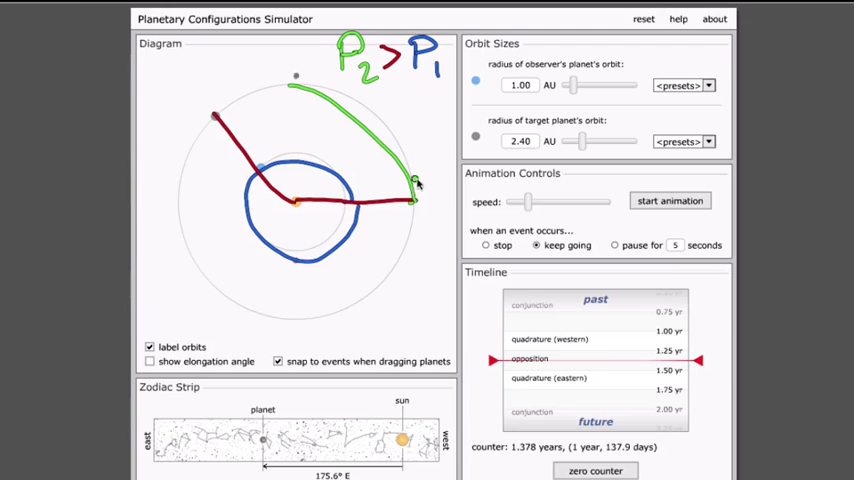 Planetary Configurations Simulator
reset help about
Diagram
P2 > P1
label orbits
show elongation angle
snap to events when dragging planets
Zodiac Strip
planet
sun
east
west
175.6° E
Orbit Sizes
radius of observer's planet's orbit:
1.00 AU <presets>
radius of target planet's orbit:
2.40 AU <presets>
Animation Controls
speed:
start animation
when an event occurs...
stop keep going pause for 5 seconds
Timeline
past
conjunction
0.75 yr
1.00 yr
quadrature (western)
1.25 yr
opposition
1.50 yr
quadrature (eastern)
1.75 yr
conjunction
2.00 yr
future
counter: 1.378 years, (1 year, 137.9 days)
zero counter